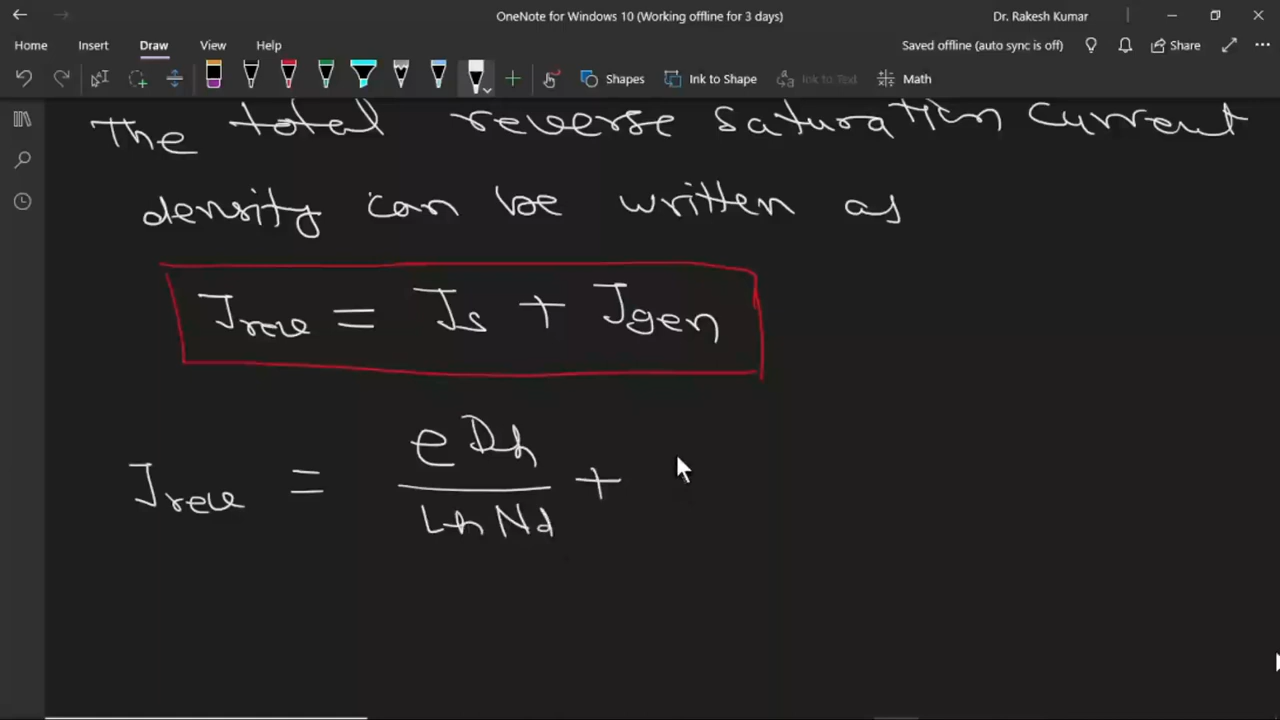 OneNote for Windows 10 (Working offline for 3 days)
Dr. Rakesh Kumar
Home Insert Draw View Help
Saved offline (auto sync is off)
Share
Shapes Ink to Shape Ink to Text Math
The total reverse saturation current
density can be written as
Jrev = Js + Jgen
Jrev = eDh / LhNd +